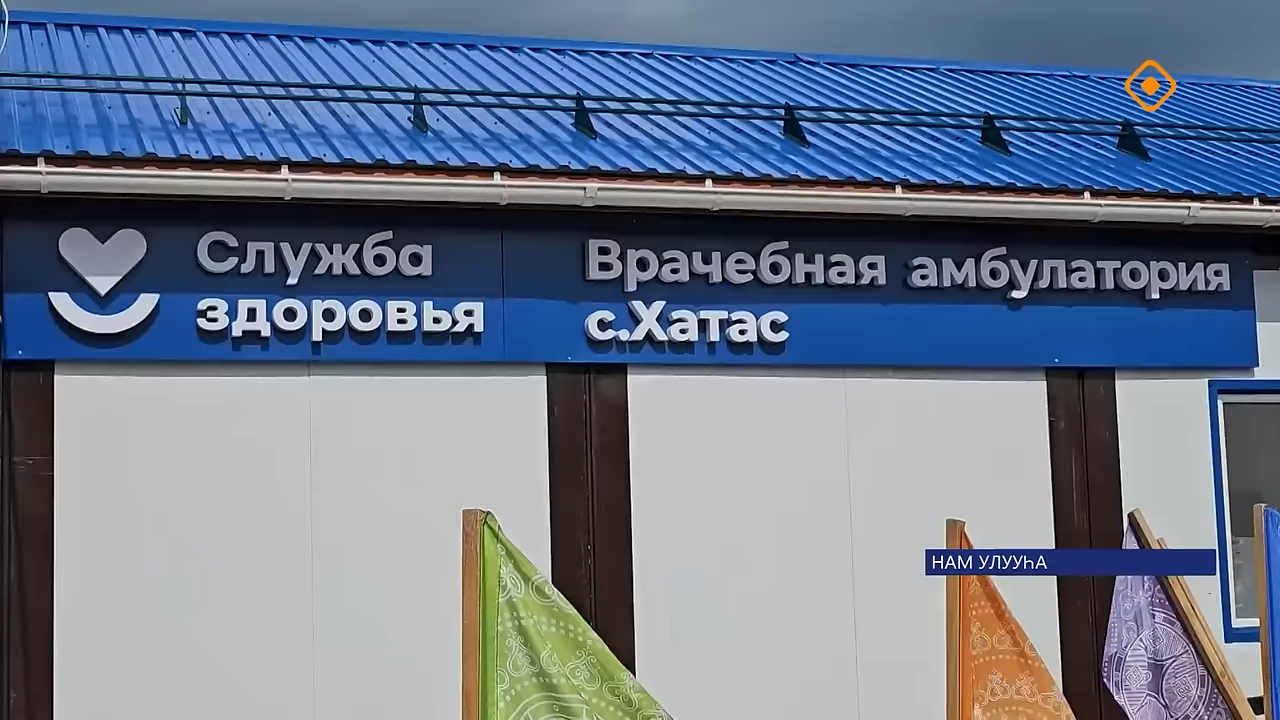 Служба
здоровья
Врачебная амбулатория
с.Хатас
НАМ УЛУУҺА